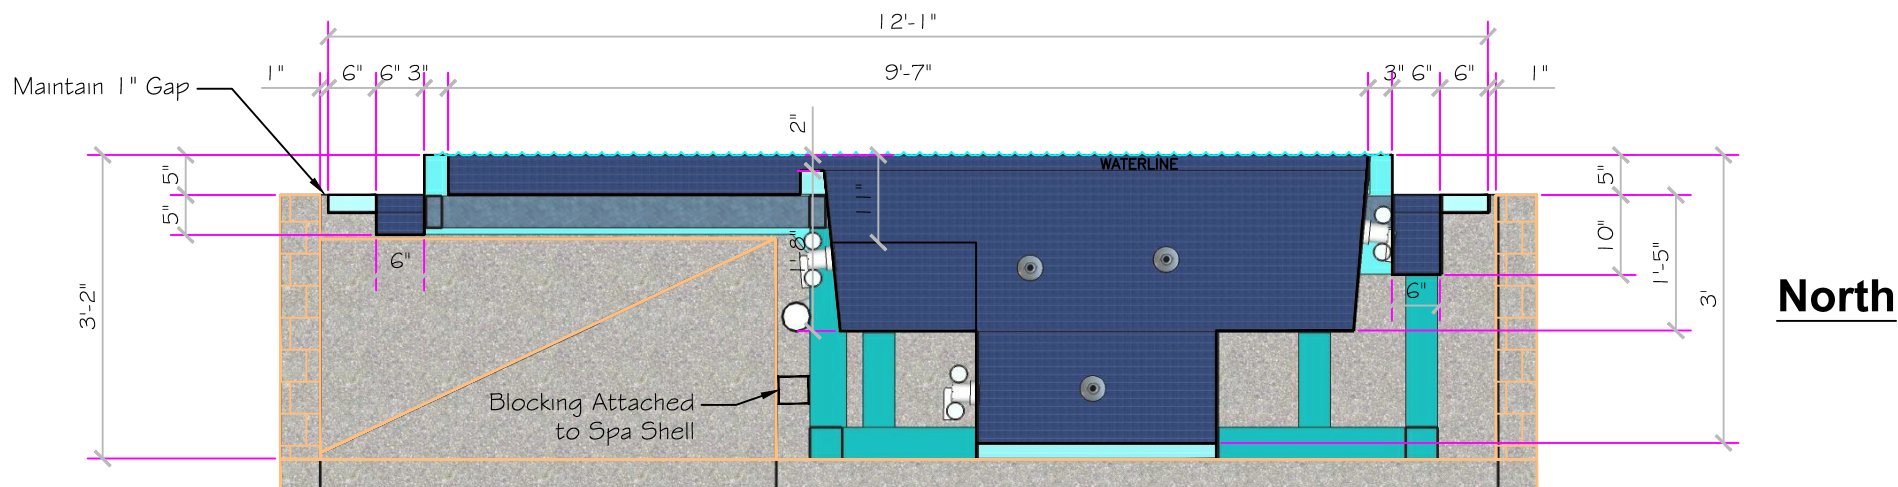 12'-1"
1" 6" 6" 3" 9'-7" 3" 6" 6" 1"
Maintain 1" Gap
2"
WATERLINE
5"
5"
11"
1'-8"
6"
3'-2"
5"
10"
1'-5"
3'
6"
North
Blocking Attached
to Spa Shell